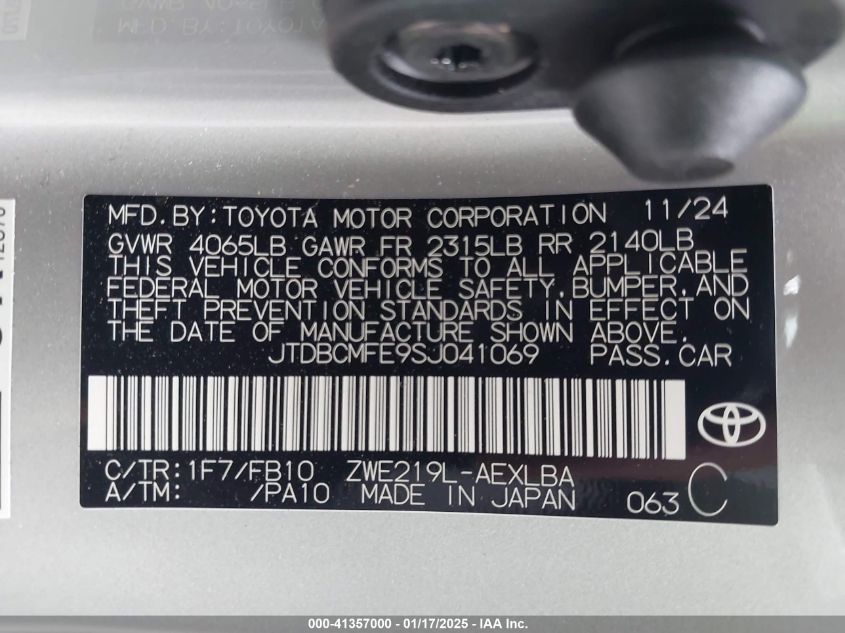 MFD. BY: TOYOTA MOTOR CORPORATION 11/24
GVWR 4065LB GAWR FR 2315LB RR 2140LB
THIS VEHICLE CONFORMS TO ALL APPLICABLE
FEDERAL MOTOR VEHICLE SAFETY, BUMPER, AND
THEFT PREVENTION STANDARDS IN EFFECT ON
THE DATE OF MANUFACTURE SHOWN ABOVE.
JTDBCMFE9SJ041069 PASS. CAR
C/TR: 1F7/FB10 ZWE219L-AEXLBA
A/TM: /PA10 MADE IN JAPAN 063 C
000-41357000 - 01/17/2025 - IAA Inc.